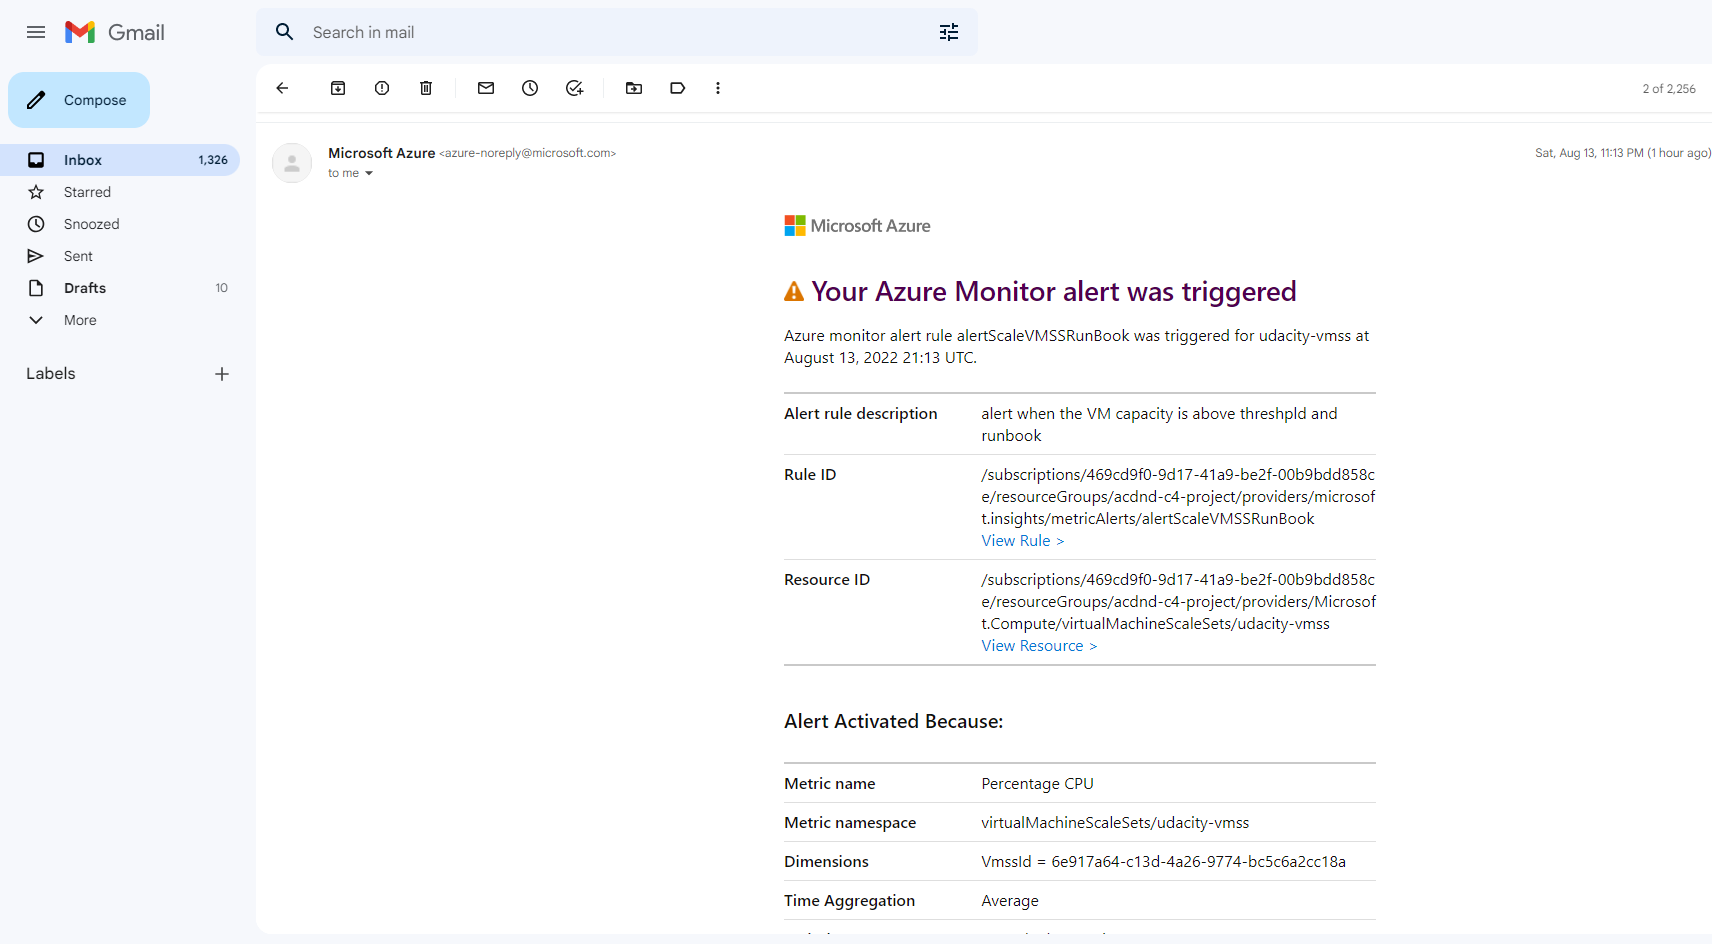 Gmail
Search in mail
Compose
2 of 2,256
Inbox 1,326
Starred
Snoozed
Sent
Drafts 10
More
Labels
Microsoft Azure <azure-noreply@microsoft.com>
Sat, Aug 13, 11:13 PM (1 hour ago)
to me
Microsoft Azure
Your Azure Monitor alert was triggered
Azure monitor alert rule alertScaleVMSSRunBook was triggered for udacity-vmss at
August 13, 2022 21:13 UTC.
Alert rule description alert when the VM capacity is above threshpld and
runbook
Rule ID /subscriptions/469cd9f0-9d17-41a9-be2f-00b9bdd858c
e/resourceGroups/acdnd-c4-project/providers/microsof
t.insights/metricAlerts/alertScaleVMSSRunBook
View Rule >
Resource ID /subscriptions/469cd9f0-9d17-41a9-be2f-00b9bdd858c
e/resourceGroups/acdnd-c4-project/providers/Microsof
t.Compute/virtualMachineScaleSets/udacity-vmss
View Resource >
Alert Activated Because:
Metric name Percentage CPU
Metric namespace virtualMachineScaleSets/udacity-vmss
Dimensions VmssId = 6e917a64-c13d-4a26-9774-bc5c6a2cc18a
Time Aggregation Average